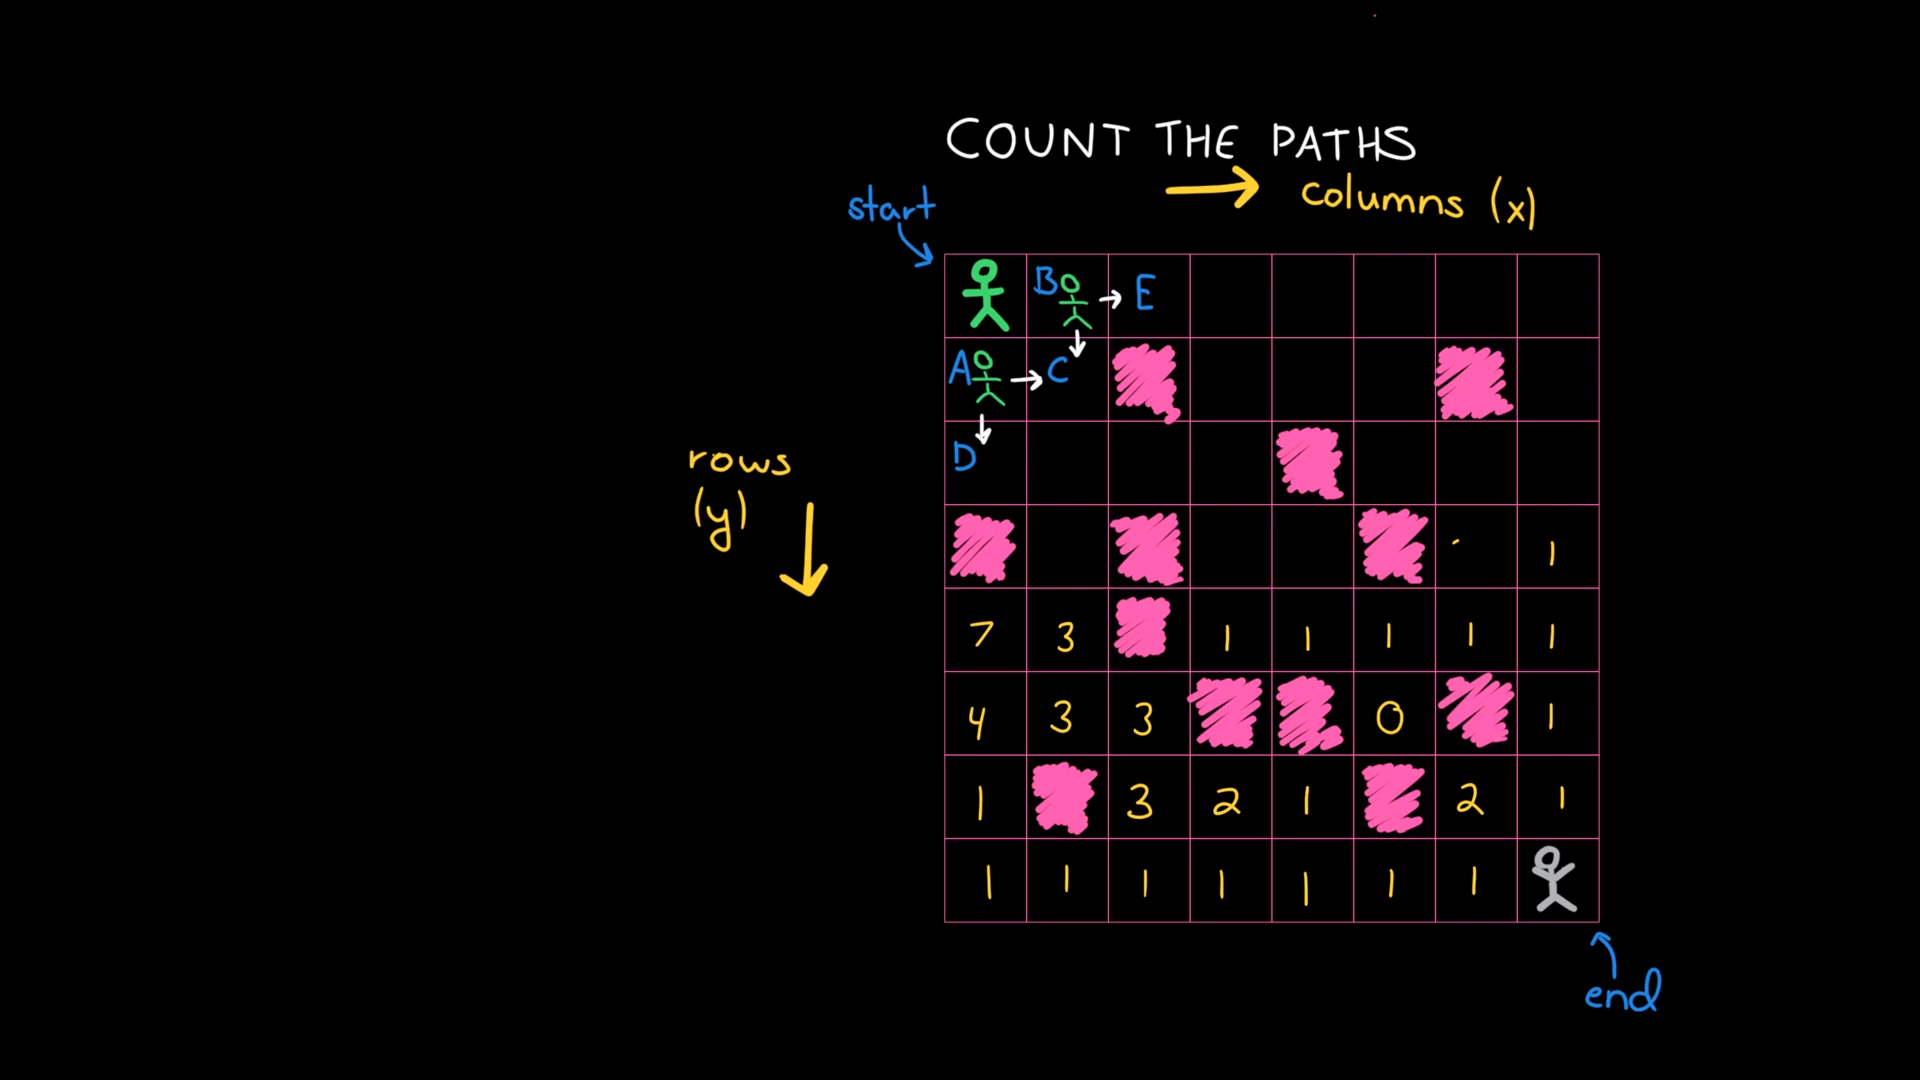 COUNT THE PATHS
→ columns (x)
start
B → E
A → C
D
rows
(y)
1
7 3 1 1 1 1 1
4 3 3 0 1
1 3 2 1 2 1
1 1 1 1 1 1 1
end